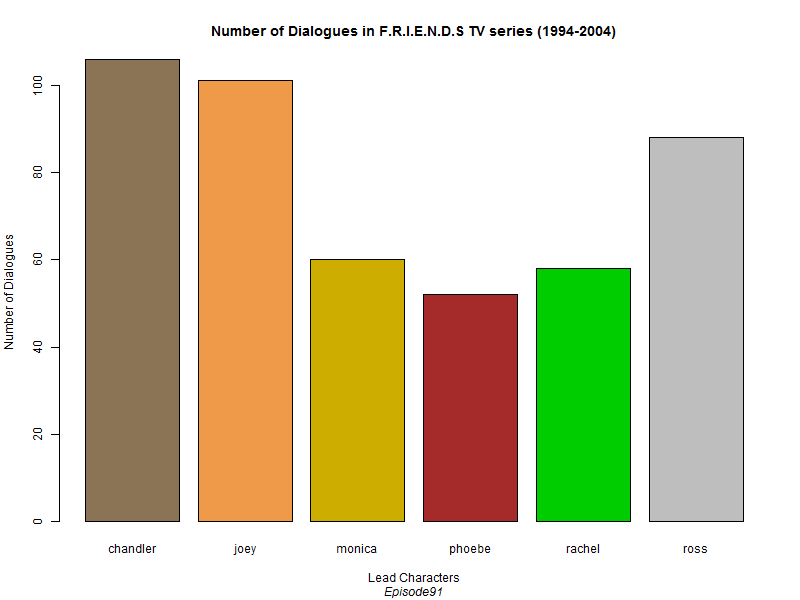 Number of Dialogues in F.R.I.E.N.D.S TV series (1994-2004)
Number of Dialogues
100
80
60
40
20
0
chandler joey monica phoebe rachel ross
Lead Characters
Episode91